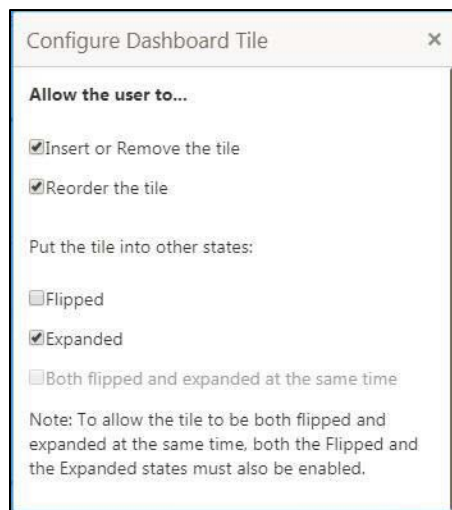 Configure Dashboard Tile
Allow the user to...
Insert or Remove the tile
Reorder the tile
Put the tile into other states:
Flipped
Expanded
Both flipped and expanded at the same time
Note: To allow the tile to be both flipped and
expanded at the same time, both the Flipped and
the Expanded states must also be enabled.